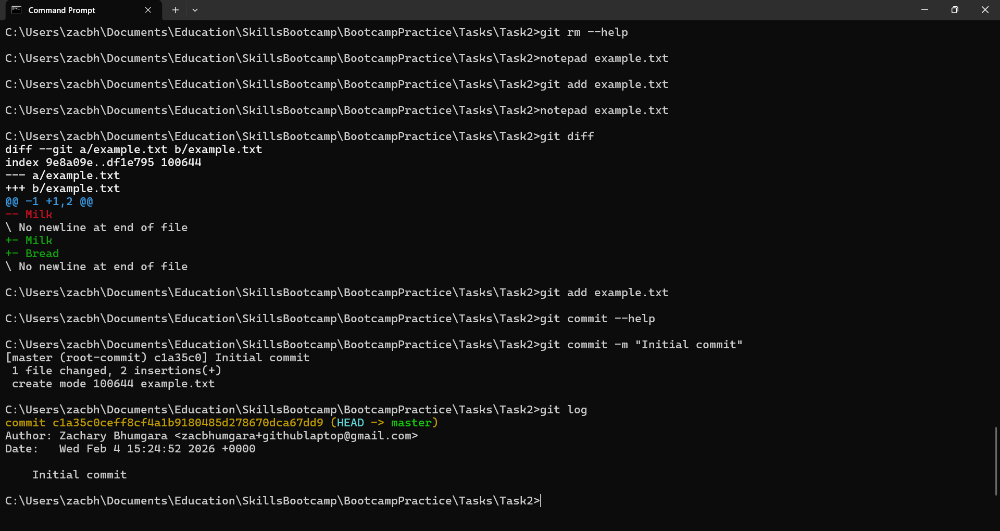 Command Prompt
C:\Users\zacbh\Documents\Education\SkillsBootcamp\BootcampPractice\Tasks\Task2>git rm --help
C:\Users\zacbh\Documents\Education\SkillsBootcamp\BootcampPractice\Tasks\Task2>notepad example.txt
C:\Users\zacbh\Documents\Education\SkillsBootcamp\BootcampPractice\Tasks\Task2>git add example.txt
C:\Users\zacbh\Documents\Education\SkillsBootcamp\BootcampPractice\Tasks\Task2>notepad example.txt
C:\Users\zacbh\Documents\Education\SkillsBootcamp\BootcampPractice\Tasks\Task2>git diff
diff --git a/example.txt b/example.txt
index 9e8a09e..df1e795 100644
--- a/example.txt
+++ b/example.txt
@@ -1 +1,2 @@
-- Milk
\ No newline at end of file
+- Milk
+- Bread
\ No newline at end of file
C:\Users\zacbh\Documents\Education\SkillsBootcamp\BootcampPractice\Tasks\Task2>git add example.txt
C:\Users\zacbh\Documents\Education\SkillsBootcamp\BootcampPractice\Tasks\Task2>git commit --help
C:\Users\zacbh\Documents\Education\SkillsBootcamp\BootcampPractice\Tasks\Task2>git commit -m "Initial commit"
[master (root-commit) c1a35c0] Initial commit
 1 file changed, 2 insertions(+)
 create mode 100644 example.txt
C:\Users\zacbh\Documents\Education\SkillsBootcamp\BootcampPractice\Tasks\Task2>git log
commit c1a35c0ceff8cf4a1b9180485d278670dca67dd9 (HEAD -> master)
Author: Zachary Bhumgara <zacbhumgara+githublaptop@gmail.com>
Date:   Wed Feb 4 15:24:52 2026 +0000
    Initial commit
C:\Users\zacbh\Documents\Education\SkillsBootcamp\BootcampPractice\Tasks\Task2>